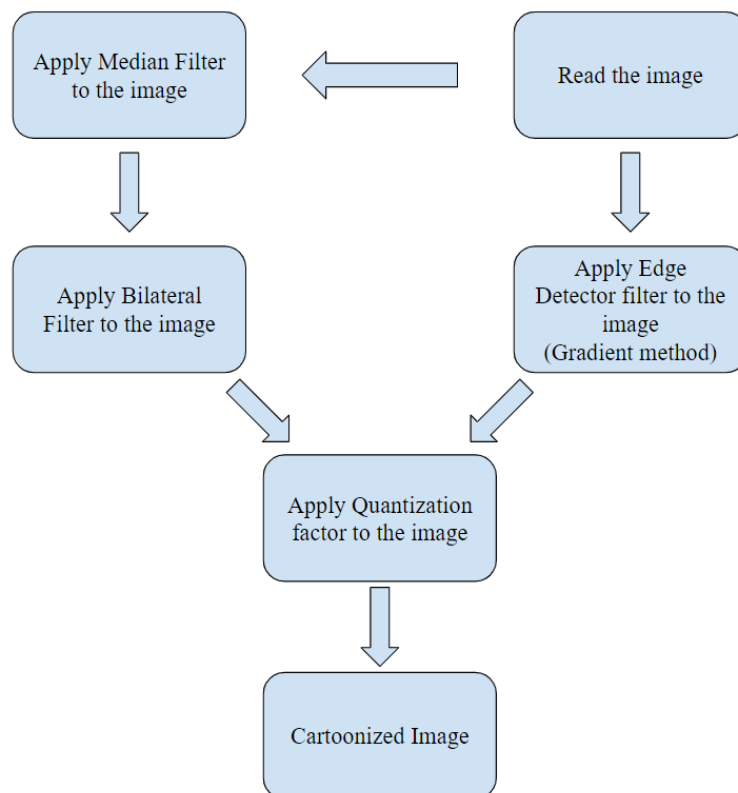 Apply Median Filter
to the image
Read the image
Apply Bilateral
Filter to the image
Apply Edge
Detector filter to the
image
(Gradient method)
Apply Quantization
factor to the image
Cartoonized Image